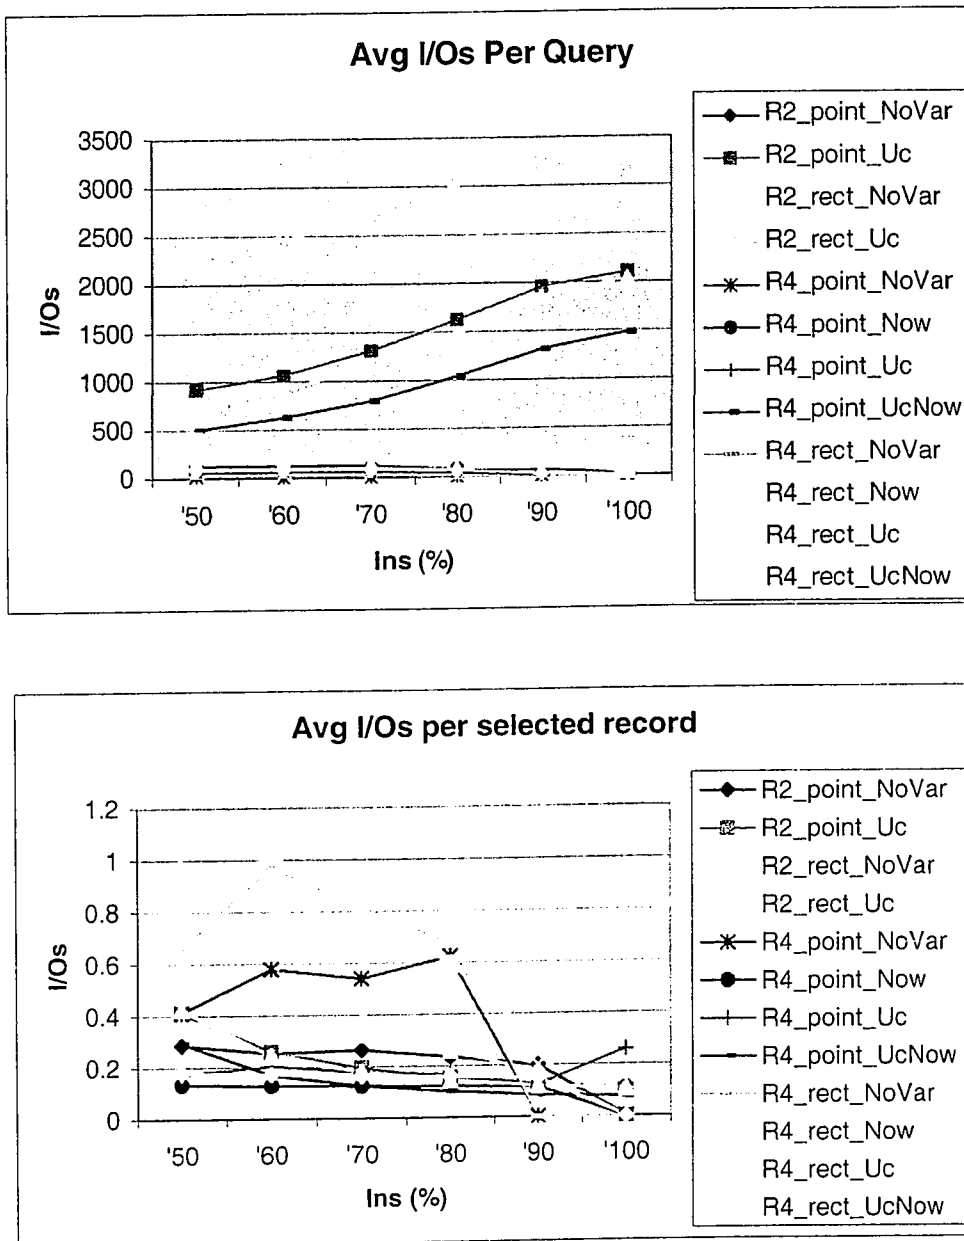 Avg I/Os Per Query
3500
3000
2500
2000
1500
1000
500
0
I/Os
'50 '60 '70 '80 '90 '100
Ins (%)
R2_point_NoVar
R2_point_Uc
R2_rect_NoVar
R2_rect_Uc
R4_point_NoVar
R4_point_Now
R4_point_Uc
R4_point_UcNow
R4_rect_NoVar
R4_rect_Now
R4_rect_Uc
R4_rect_UcNow
Avg I/Os per selected record
1.2
1
0.8
0.6
0.4
0.2
0
I/Os
'50 '60 '70 '80 '90 '100
Ins (%)
R2_point_NoVar
R2_point_Uc
R2_rect_NoVar
R2_rect_Uc
R4_point_NoVar
R4_point_Now
R4_point_Uc
R4_point_UcNow
R4_rect_NoVar
R4_rect_Now
R4_rect_Uc
R4_rect_UcNow